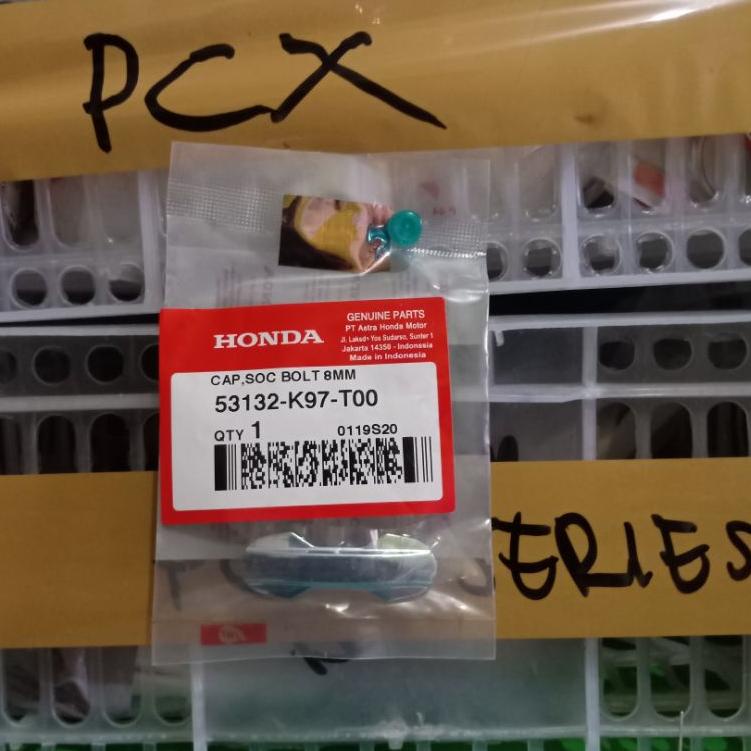 PCX
HONDA
GENUINE PARTS
PT Astra Honda Motor
Jl. Laksda Yos Sudarso, Sunter 1
Jakarta 14350 - Indonesia
Made in Indonesia
CAP,SOC BOLT 8MM
53132-K97-T00
QTY 1
0119S20
SERIES